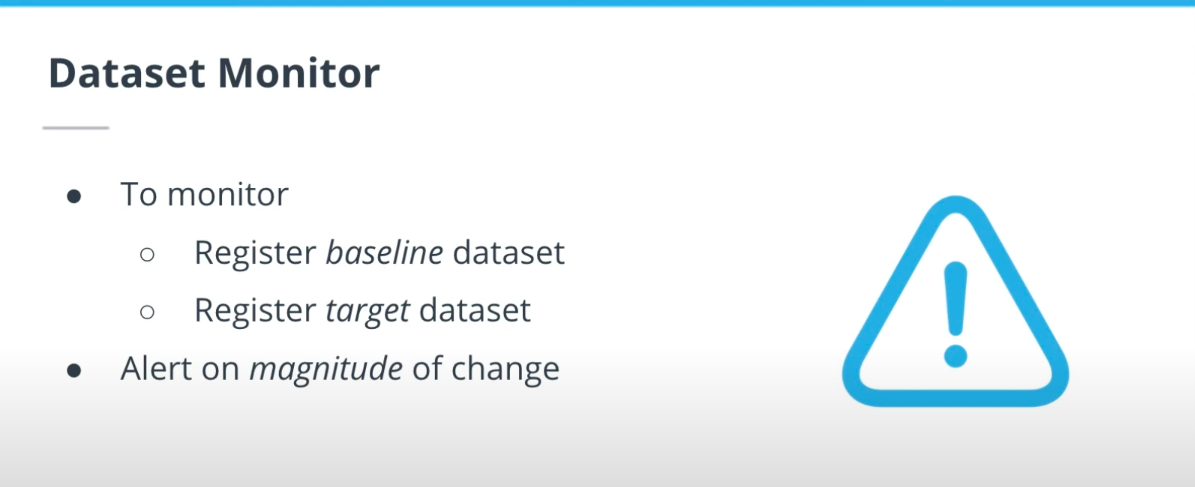 Dataset Monitor
● To monitor
○ Register baseline dataset
○ Register target dataset
● Alert on magnitude of change